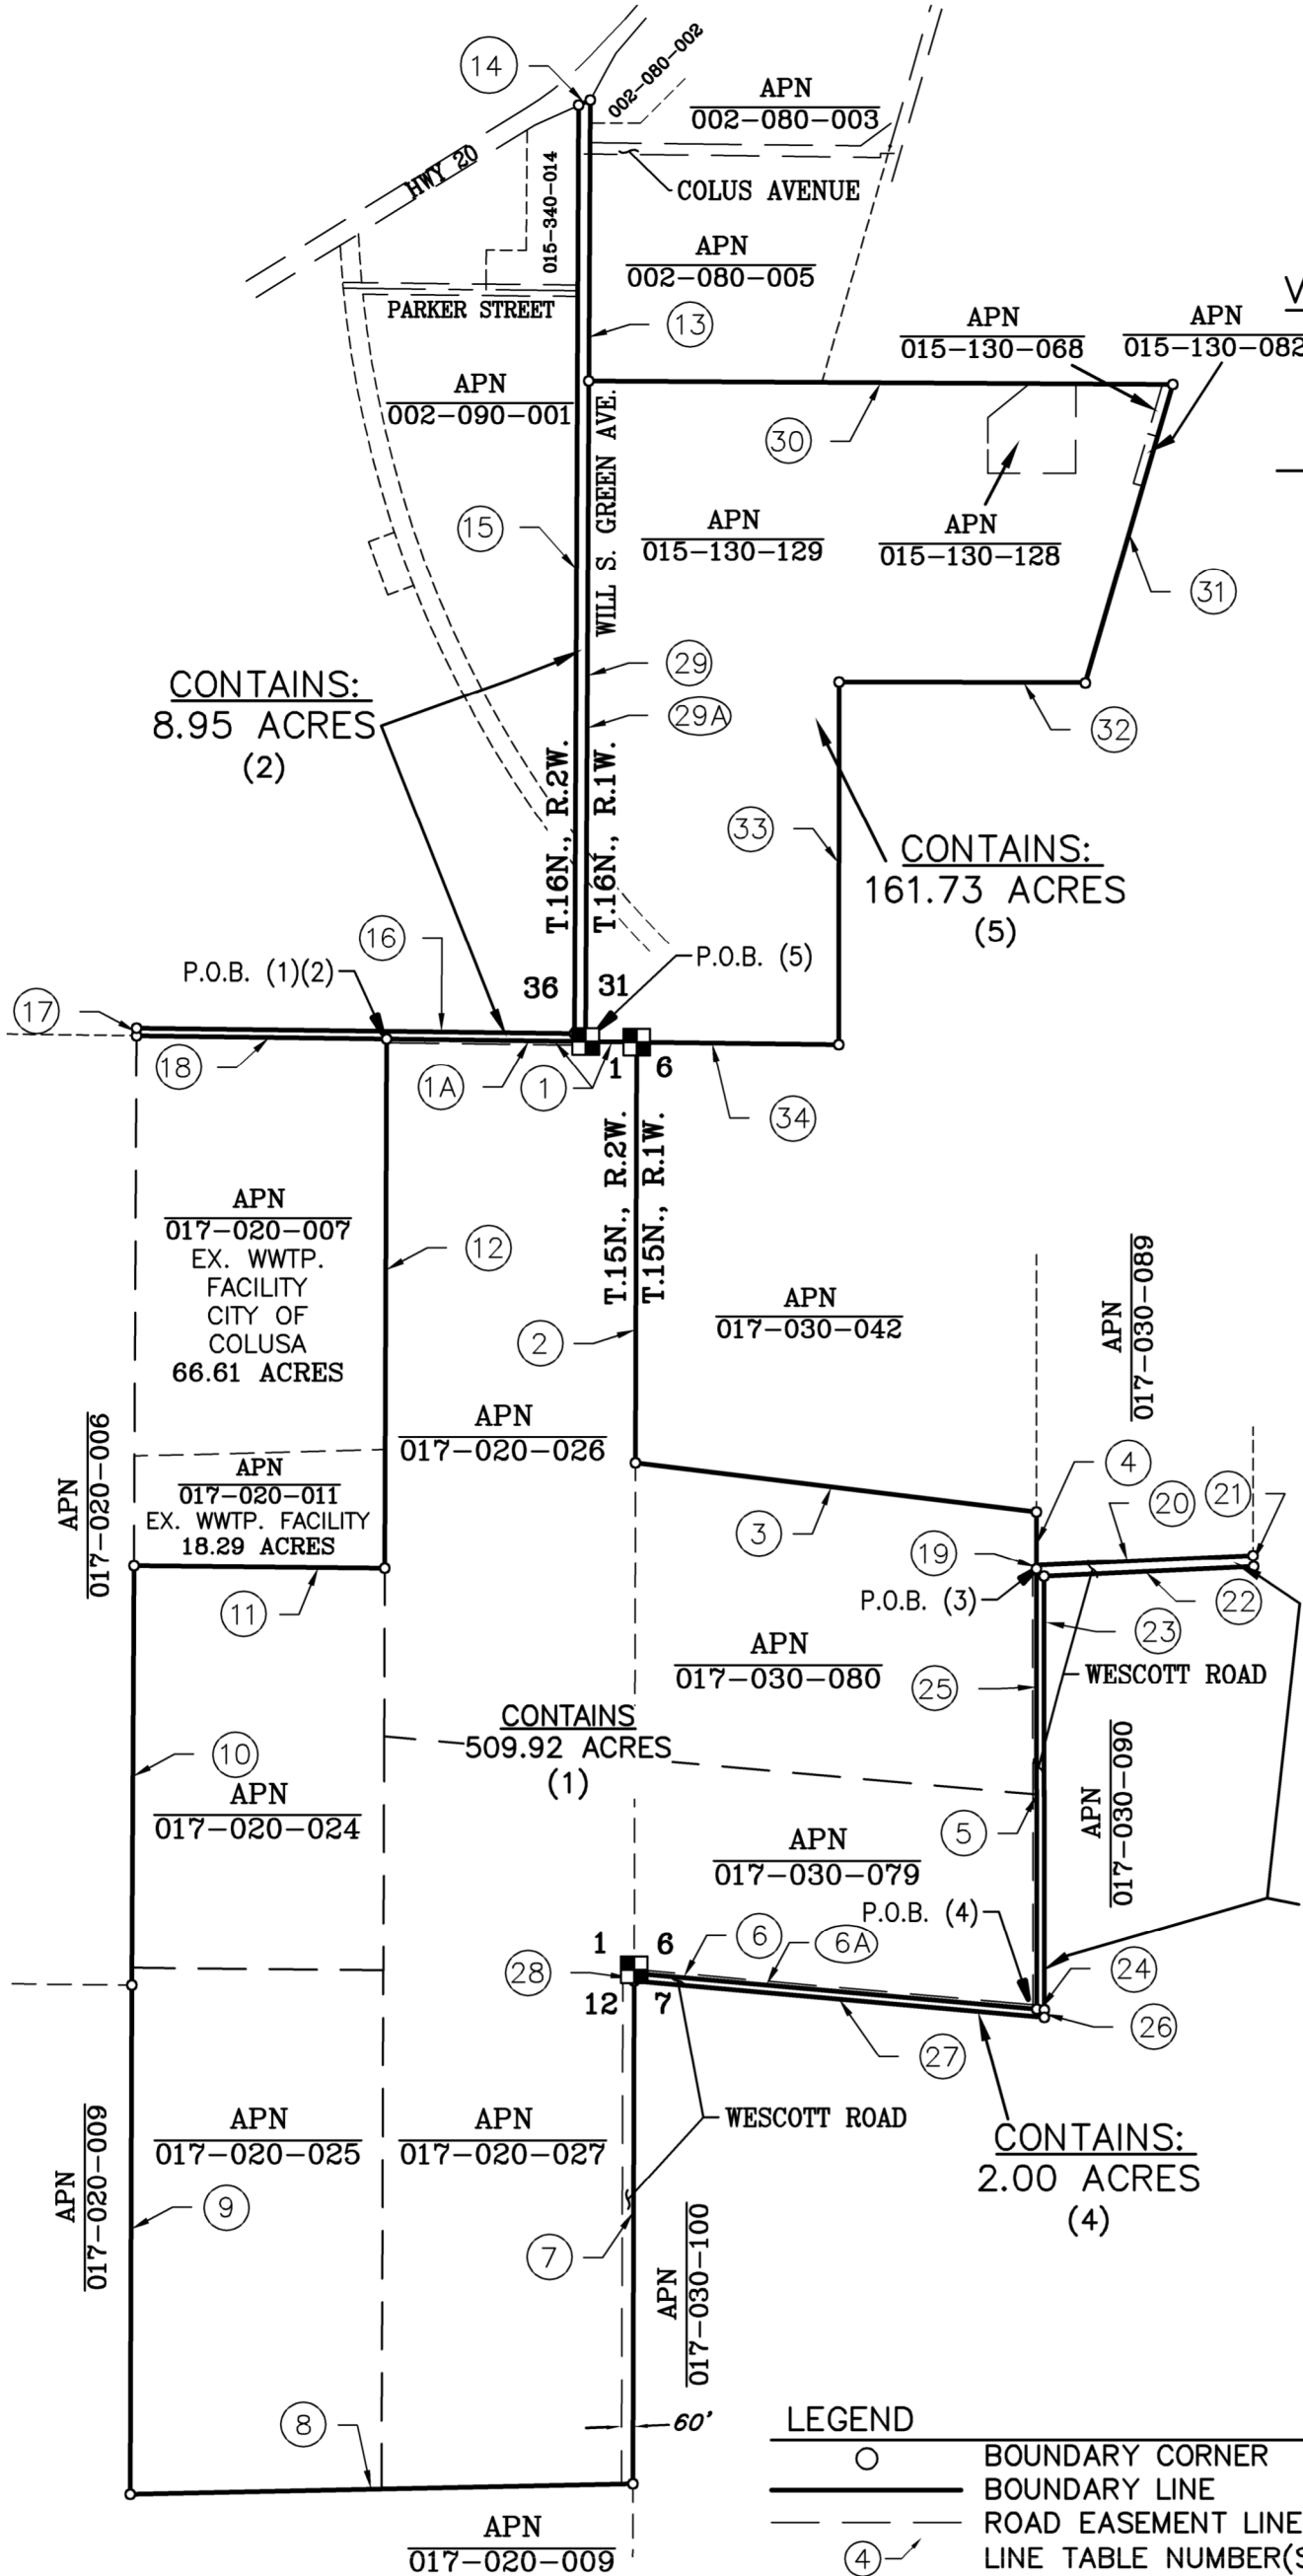 14
002-080-002
APN
002-080-003
HWY 20
015-340-014
COLUS AVENUE
APN
002-080-005
PARKER STREET
13
V
APN
015-130-068
APN
015-130-082
APN
002-090-001
WILL S. GREEN AVE.
30
15
APN
015-130-129
APN
015-130-128
31
CONTAINS:
8.95 ACRES
(2)
29
29A
32
T.16N., R.2W.
T.16N., R.1W.
33
CONTAINS:
161.73 ACRES
(5)
16
P.O.B. (1)(2)
P.O.B. (5)
36
31
17
18
1A
1
1
6
34
T.15N., R.2W.
T.15N., R.1W.
APN
017-020-007
EX. WWTP.
FACILITY
CITY OF
COLUSA
66.61 ACRES
12
APN
017-030-089
APN
017-030-042
2
APN
017-020-006
APN
017-020-026
APN
017-020-011
EX. WWTP. FACILITY
18.29 ACRES
4
20
21
3
19
P.O.B. (3)
11
22
23
APN
017-030-080
25
WESCOTT ROAD
CONTAINS
509.92 ACRES
(1)
10
APN
017-020-024
APN
017-030-090
5
APN
017-030-079
P.O.B. (4)
1
6
6
6A
28
24
12
7
26
27
APN
017-020-009
APN
017-020-025
APN
017-020-027
WESCOTT ROAD
CONTAINS:
2.00 ACRES
(4)
9
7
APN
017-030-100
8
60'
LEGEND
BOUNDARY CORNER
BOUNDARY LINE
ROAD EASEMENT LINE
4
LINE TABLE NUMBER(S
APN
017-020-009